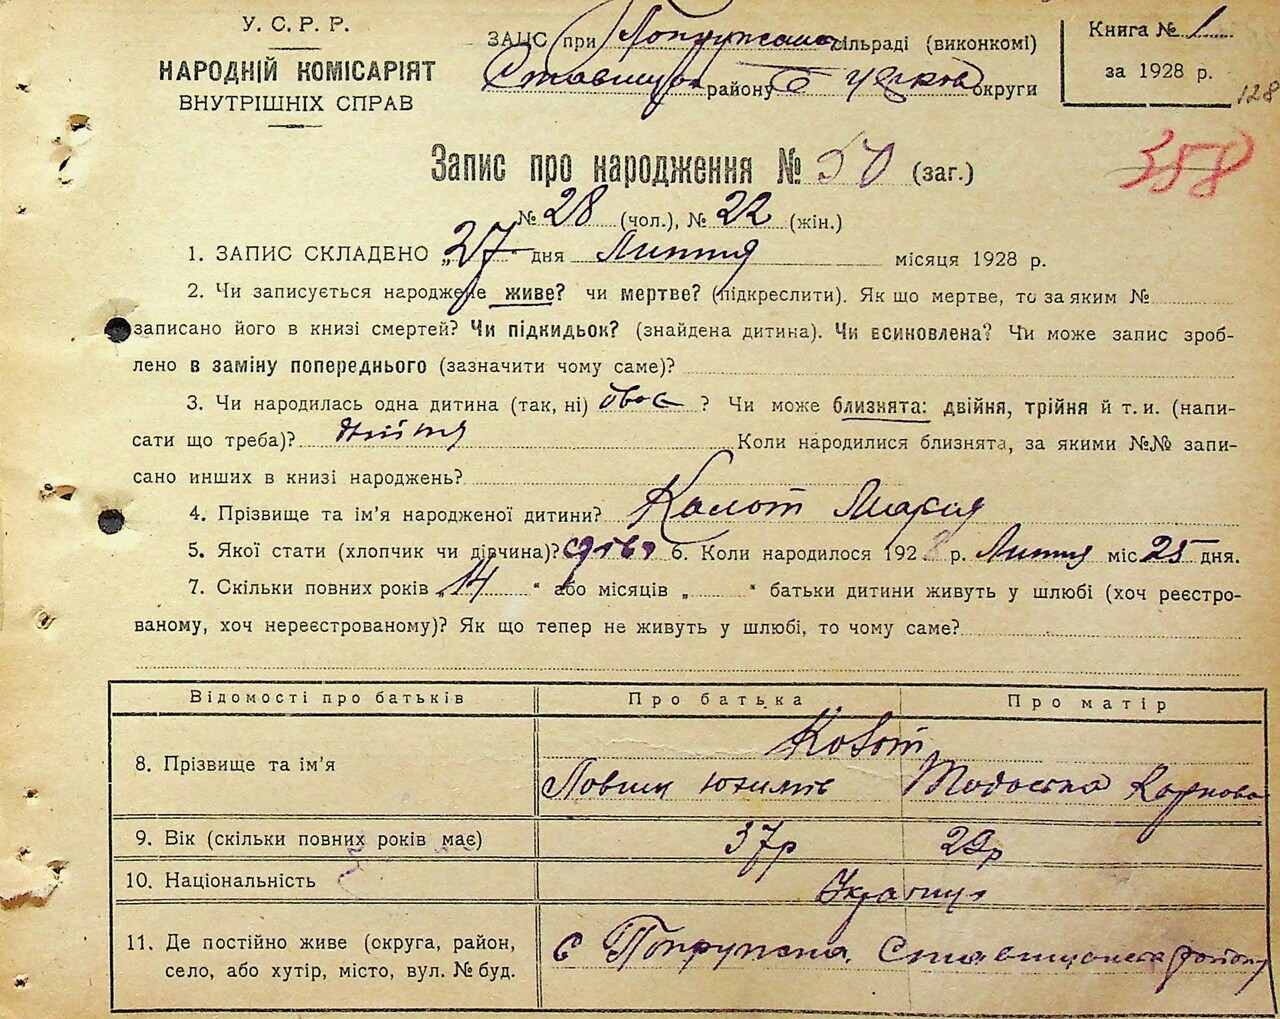 У. С. Р. Р.
НАРОДНІЙ КОМІСАРІЯТ
ВНУТРІШНІХ СПРАВ
ЗАГС при сільраді (виконкомі)
району Б Церков округи
Книга № 1
за 1928 р.
128
358
Запис про народження № 50 (заг.)
№ 28 (чол.), № 22 (жін.)
1. ЗАПИС СКЛАДЕНО „27" дня Липня місяця 1928 р.
2. Чи записується народжене живе? чи мертве? (підкреслити). Як що мертве, то за яким №
записано його в книзі смертей? Чи підкидьок? (знайдена дитина). Чи всиновлена? Чи може запис зроб-
лено в заміну попереднього (зазначити чому саме)?
3. Чи народилась одна дитина (так, ні) двоє ? Чи може близнята: двійня, трійня й т. и. (напи-
сати що треба)? двійня Коли народилися близнята, за якими №№ запи-
сано инших в книзі народжень?
4. Прізвище та ім'я народженої дитини? Марія
5. Якої стати (хлопчик чи дівчина)? 6. Коли народилося 1928 р. Липня міс. 25 дня.
7. Скільки повних років „14" або місяців „ " батьки дитини живуть у шлюбі (хоч реєстро-
ваному, хоч нереєстрованому)? Як що тепер не живуть у шлюбі, то чому саме?
Відомості про батьків Про батька Про матір
8. Прізвище та ім'я
9. Вік (скільки повних років має) 37р 29р
10. Національність Українці
11. Де постійно живе (округа, район,
село, або хутір, місто, вул. № буд.
с Попружна Ставищанска району